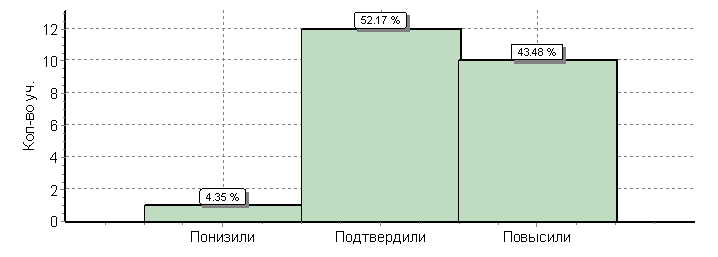 Кол-во уч.
12
10
8
6
4
2
0
4.35 %
52.17 %
43.48 %
Понизили
Подтвердили
Повысили